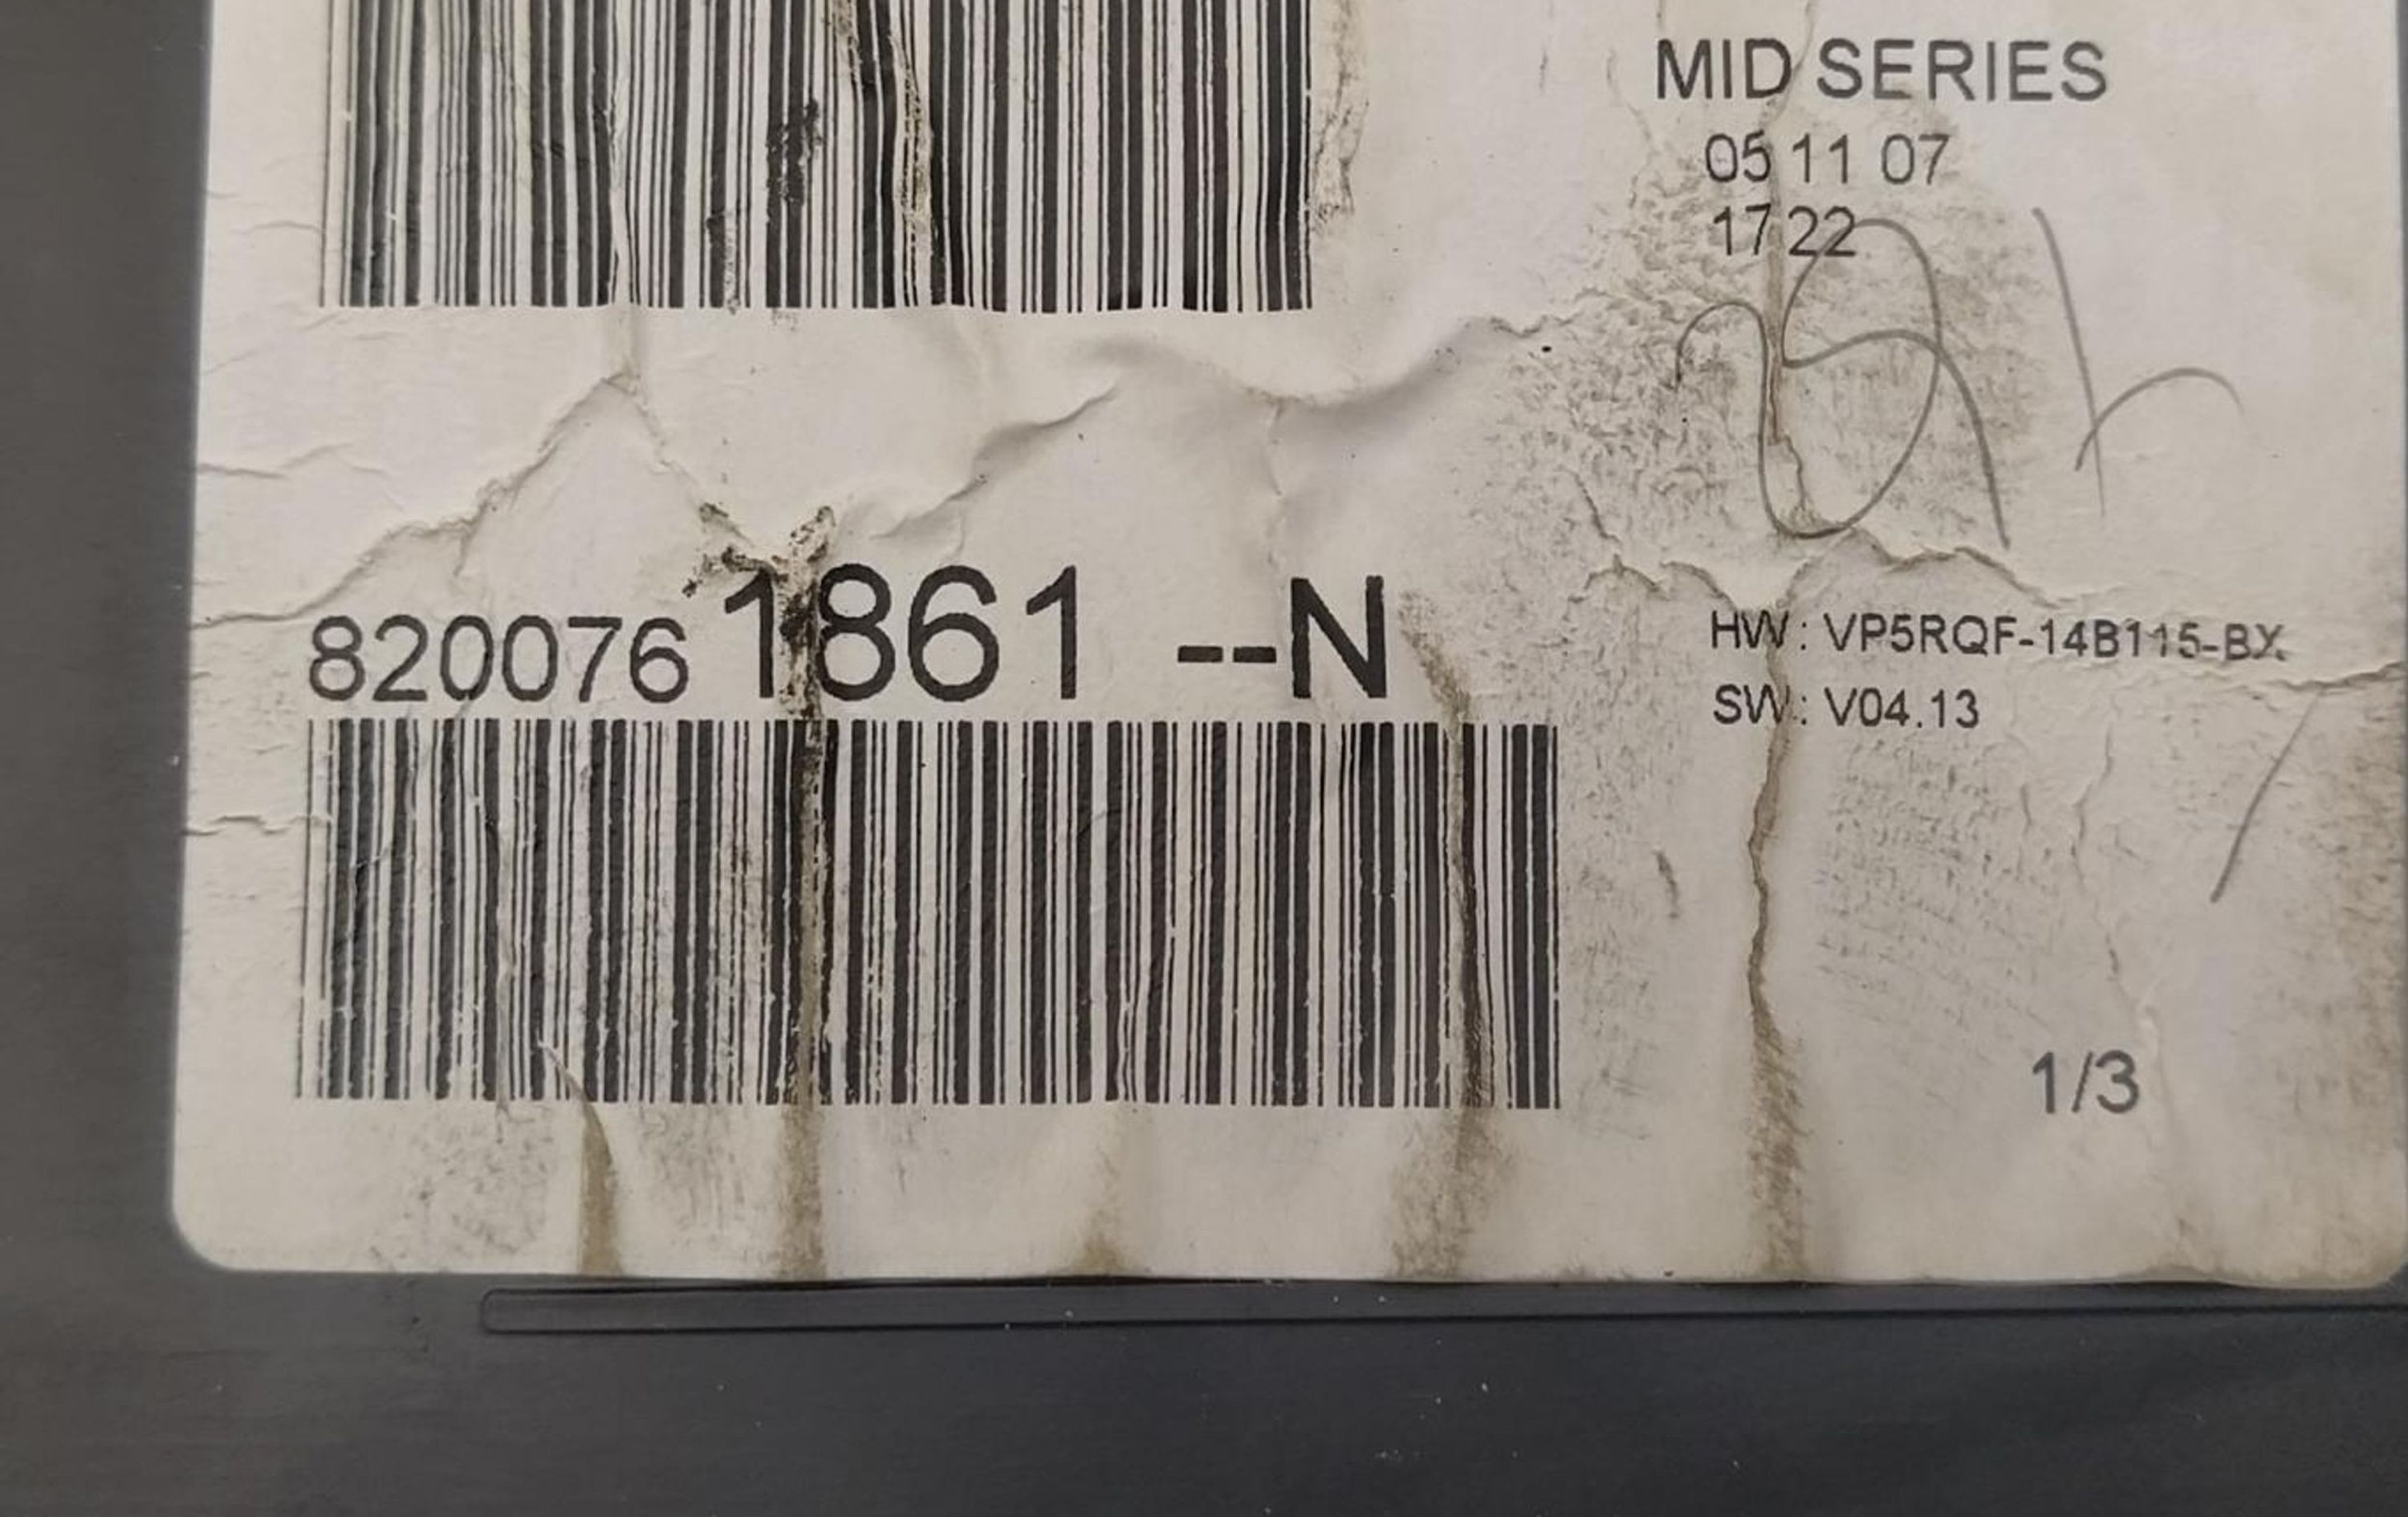 MID SERIES
05 11 07
17 22
8200761861 --N
HW: VP5RQF-14B115-BX
SW: V04.13
1/3